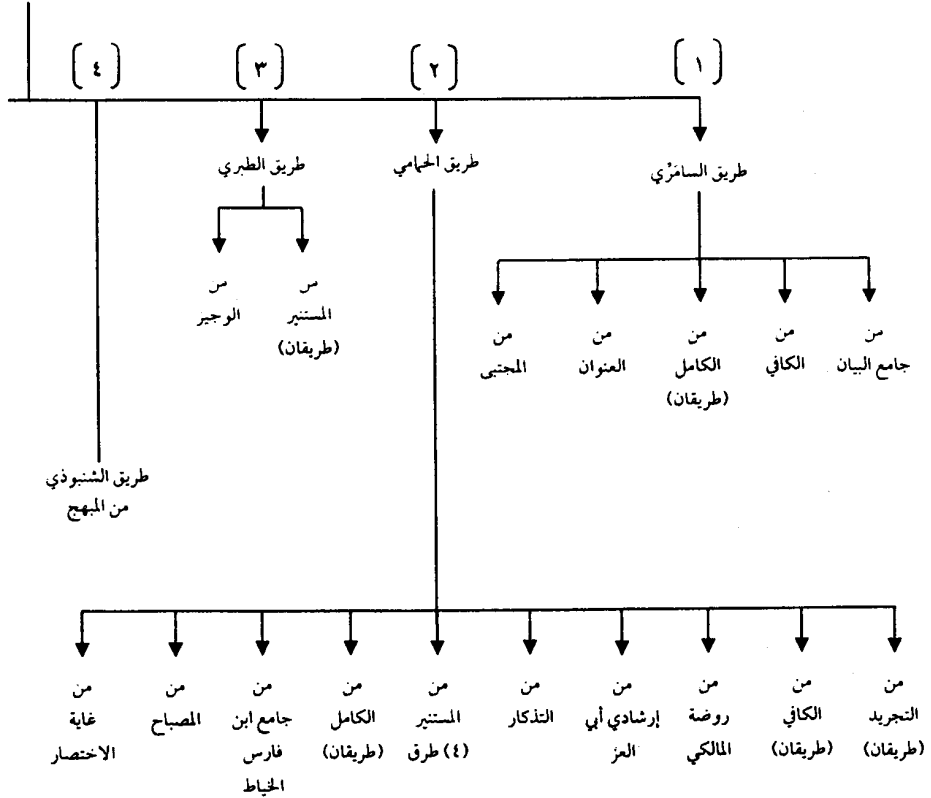 (١)
(٢)
(٣)
(٤)
طريق السامَرْي
طريق الحمامي
طريق الطبري
من
جامع البيان
من
الكافي
من
الكامل
(طريقان)
من
العنوان
من
المجتبى
من
المستنير
(طريقان)
من
الوجير
طريق الشنبوذي
من المبهج
من
التجريد
(طريقان)
من
الكافي
(طريقان)
من
روضة
المالكي
من
إرشادي أبي
العز
من
التذكار
من
المستنير
(٤) طرق
من
الكامل
(طريقان)
من
جامع ابن
فارس
الخياط
من
المصباح
من
غاية
الاختصار